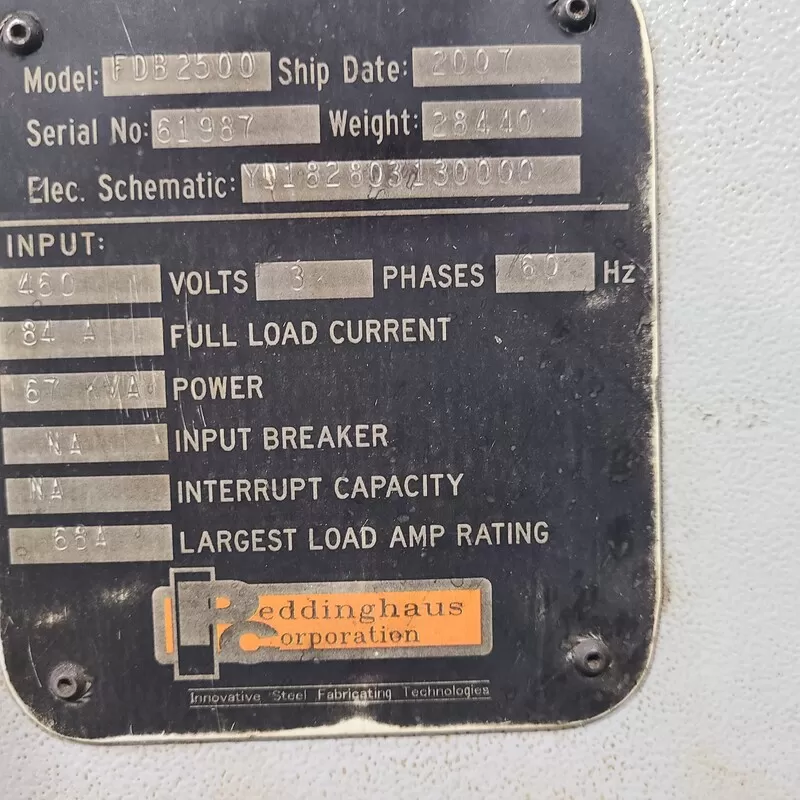 Model: FDB2500 Ship Date: 2007
Serial No: 61987 Weight: 28440
Elec. Schematic: Y0182803130000
INPUT:
460 VOLTS 3 PHASES 60 Hz
84 A FULL LOAD CURRENT
67 KVA POWER
NA INPUT BREAKER
NA INTERRUPT CAPACITY
68A LARGEST LOAD AMP RATING
Peddinghaus
Corporation
Innovative Steel Fabricating Technologies